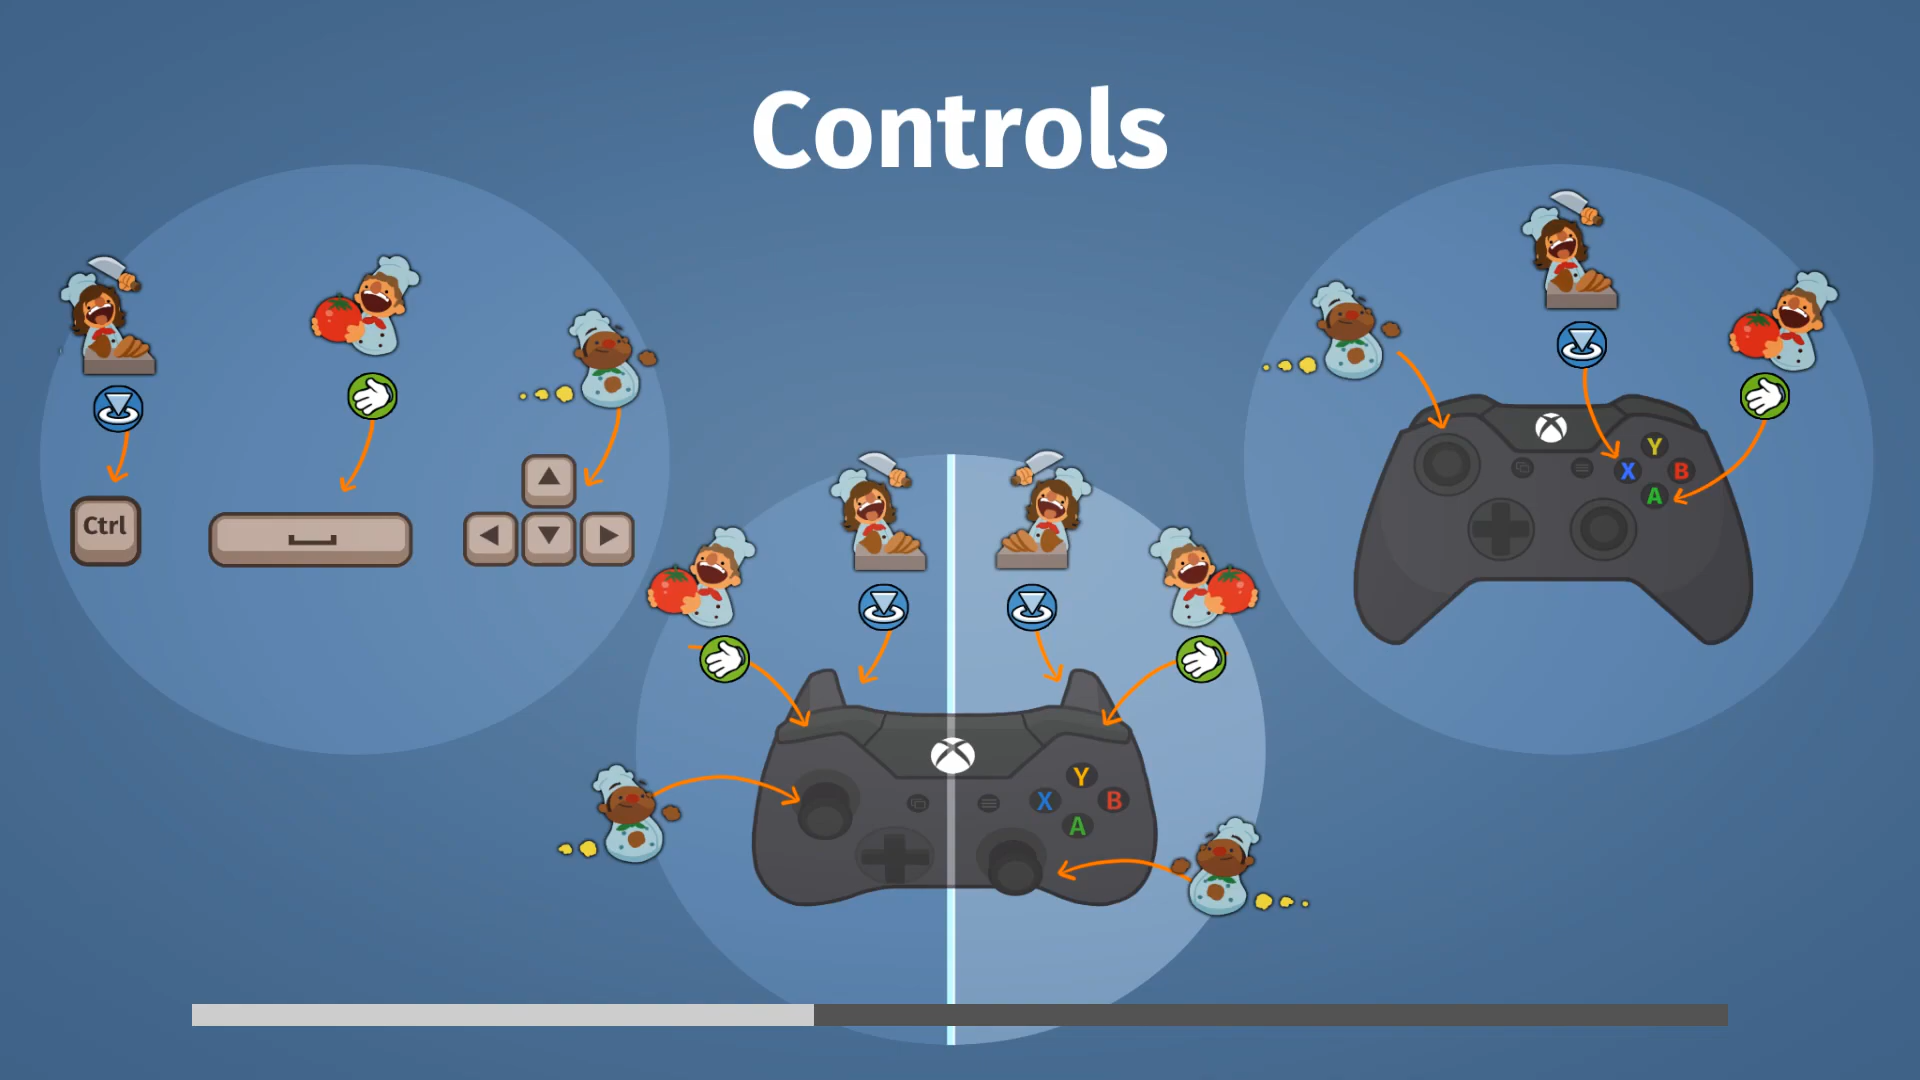 Controls
Ctrl
Y
X B
A
Y
X B
A